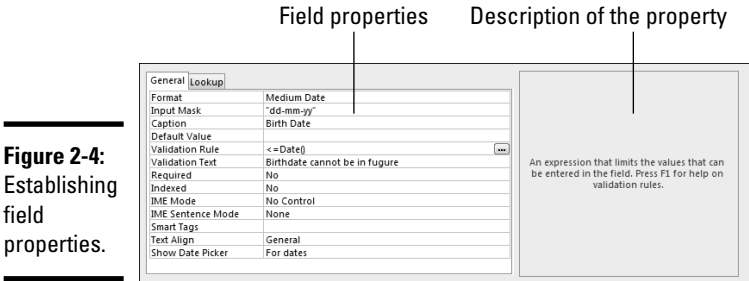 Field properties
Description of the property
General Lookup
Format Medium Date
Input Mask "dd-mm-yy"
Caption Birth Date
Default Value
Validation Rule <=Date()
Validation Text Birthdate cannot be in fugure
Required No
Indexed No
IME Mode No Control
IME Sentence Mode None
Smart Tags
Text Align General
Show Date Picker For dates
An expression that limits the values that can
be entered in the field. Press F1 for help on
validation rules.
Figure 2-4:
Establishing
field
properties.